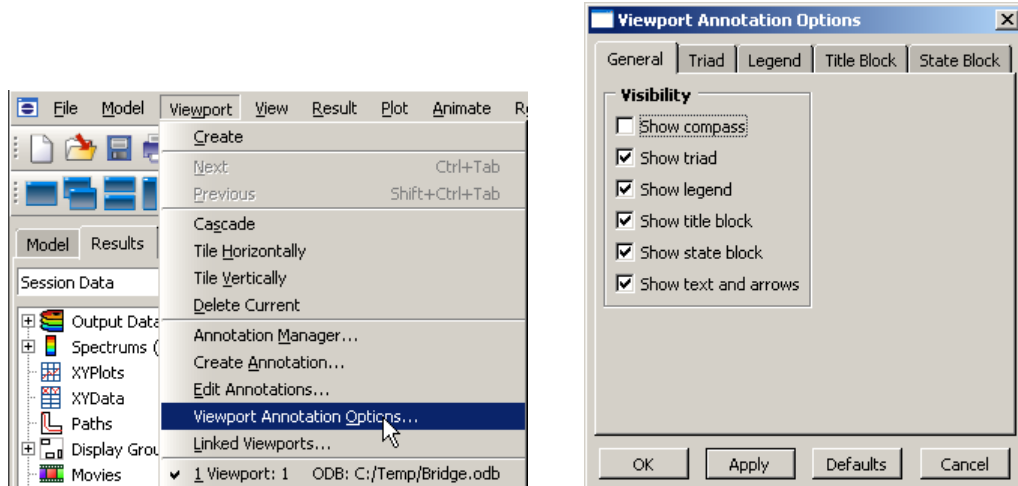 File Model Viewport View Result Plot Animate
Create
Next Ctrl+Tab
Previous Shift+Ctrl+Tab
Cascade
Tile Horizontally
Tile Vertically
Delete Current
Annotation Manager...
Create Annotation...
Edit Annotations...
Viewport Annotation Options...
Linked Viewports...
1 Viewport: 1 ODB: C:/Temp/Bridge.odb
Model Results
Session Data
Output Data
Spectrums (
XYPlots
XYData
Paths
Display Grou
Movies
Viewport Annotation Options
General Triad Legend Title Block State Block
Visibility
Show compass
Show triad
Show legend
Show title block
Show state block
Show text and arrows
OK Apply Defaults Cancel